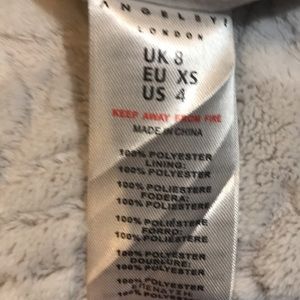 LONDON
UK 8
EU XS
US 4
KEEP AWAY FROM FIRE
MADE IN CHINA
100% POLYESTER
LINING:
100% POLYESTER
100% POLIESTERE
FODERA:
100% POLIESTERE
100% POLIÉSTER
FORRO:
100% POLIÉSTER
100% POLYESTER
DOUBLURE:
100% POLYESTER